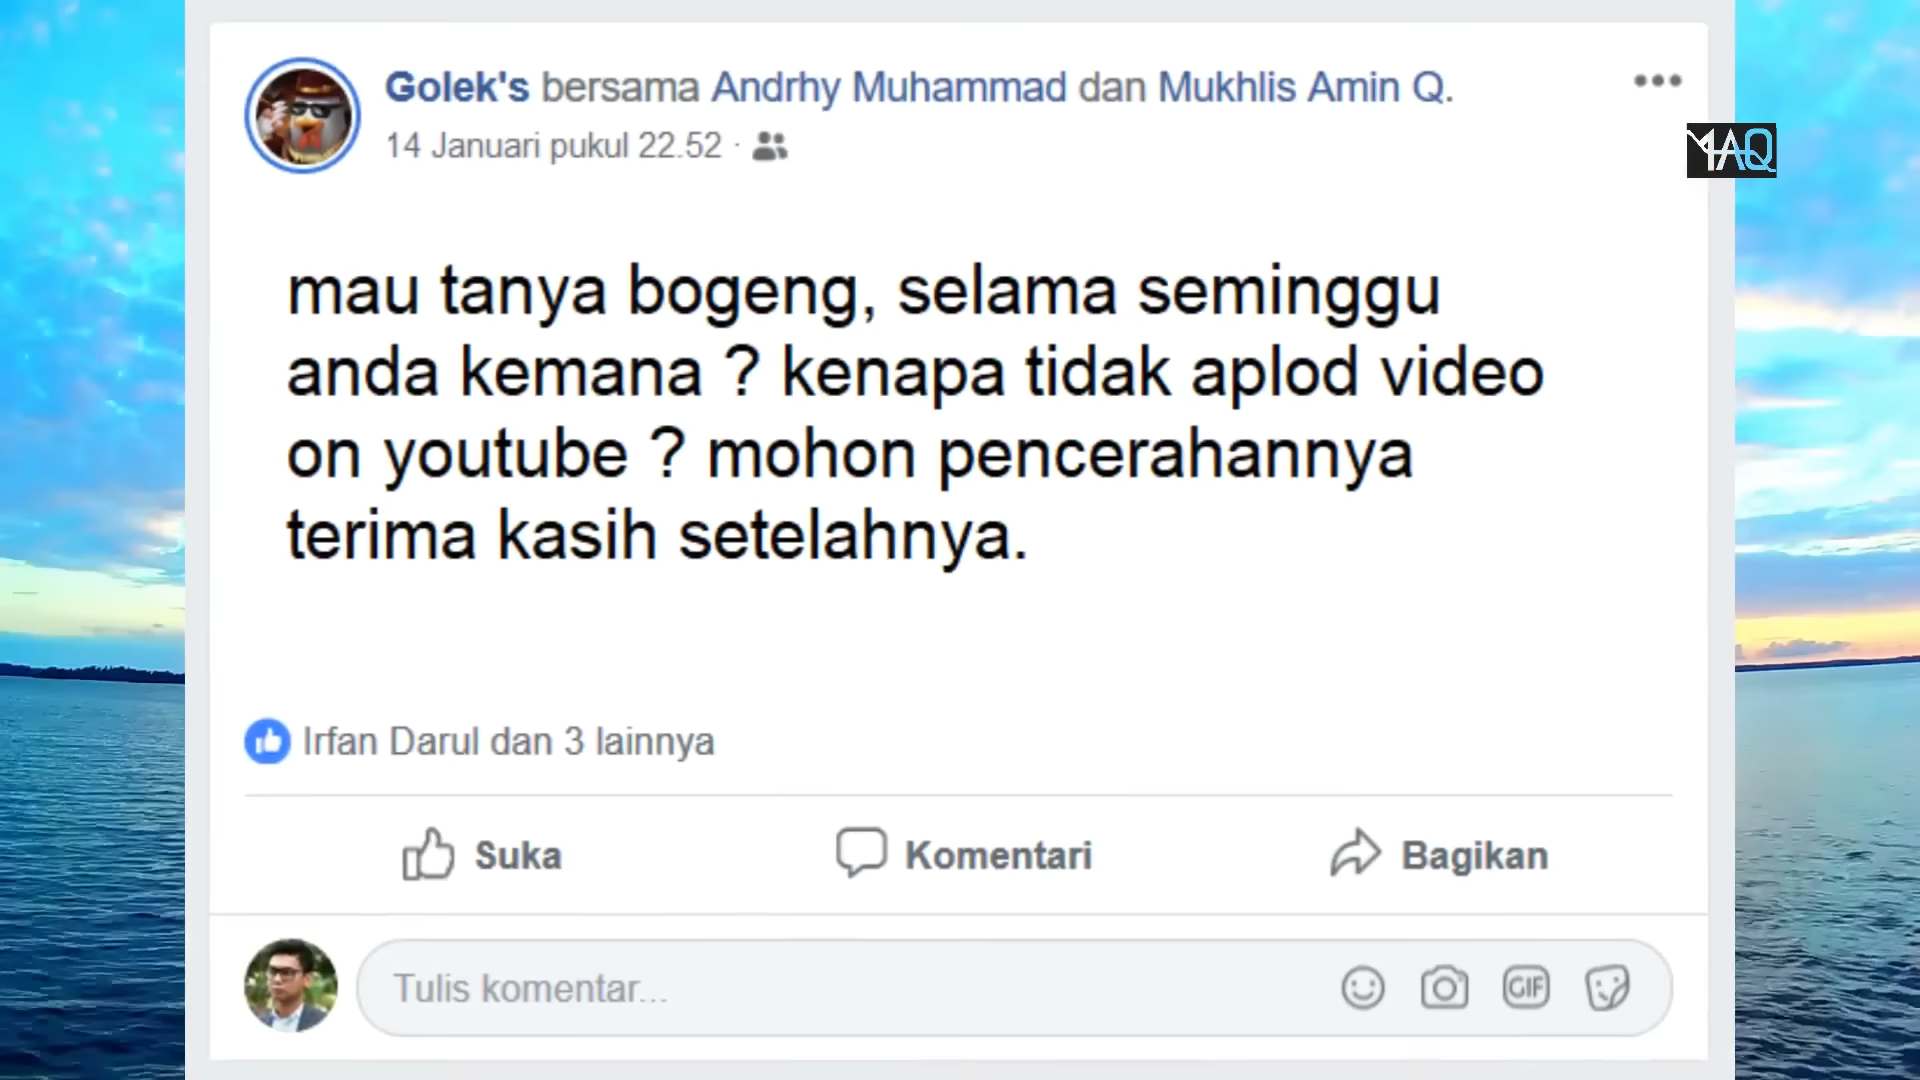 Golek's bersama Andrhy Muhammad dan Mukhlis Amin Q.
14 Januari pukul 22.52 ·
MAQ
mau tanya bogeng, selama seminggu
anda kemana ? kenapa tidak aplod video
on youtube ? mohon pencerahannya
terima kasih setelahnya.
Irfan Darul dan 3 lainnya
Suka Komentari Bagikan
Tulis komentar... GIF